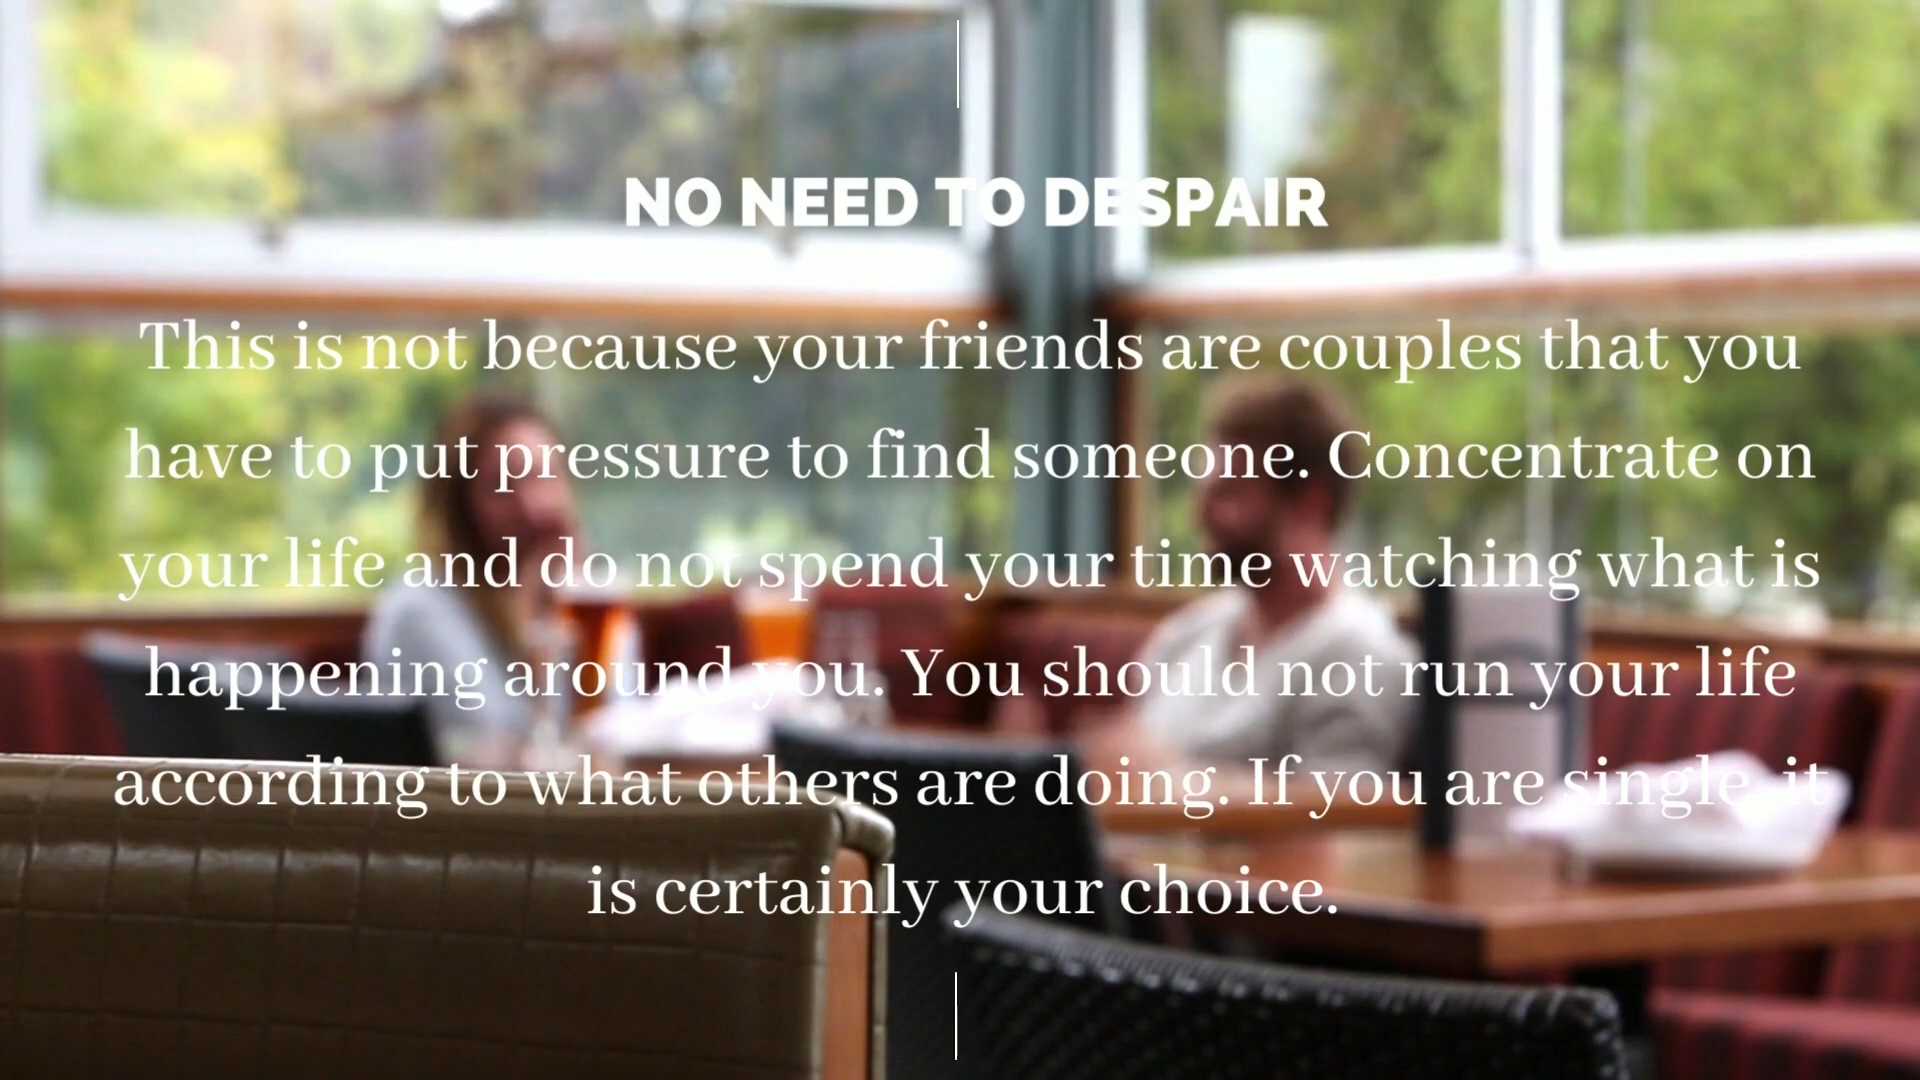 NO NEED TO DESPAIR
This is not because your friends are couples that you
have to put pressure to find someone. Concentrate on
your life and do not spend your time watching what is
happening around you. You should not run your life
according to what others are doing. If you are single, it
is certainly your choice.